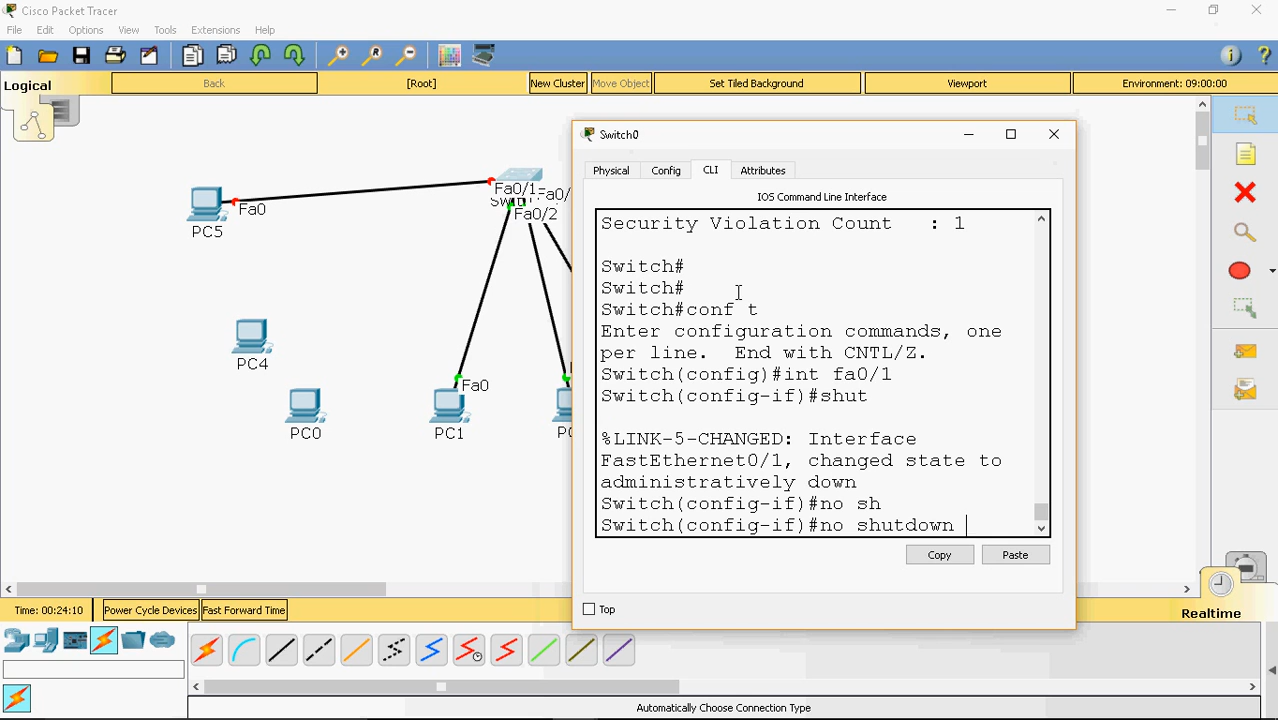 Cisco Packet Tracer
File Edit Options View Tools Extensions Help
Logical
Back
[Root]
New Cluster
Move Object
Set Tiled Background
Viewport
Environment: 09:00:00
Switch0
Physical Config CLI Attributes
IOS Command Line Interface
Security Violation Count : 1
Switch#
Switch#
Switch#conf t
Enter configuration commands, one
per line. End with CNTL/Z.
Switch(config)#int fa0/1
Switch(config-if)#shut
%LINK-5-CHANGED: Interface
FastEthernet0/1, changed state to
administratively down
Switch(config-if)#no sh
Switch(config-if)#no shutdown
Copy
Paste
Top
Fa0/1
Fa0/2
Fa0
PC5
PC4
PC0
Fa0
PC1
Time: 00:24:10
Power Cycle Devices
Fast Forward Time
Realtime
Automatically Choose Connection Type